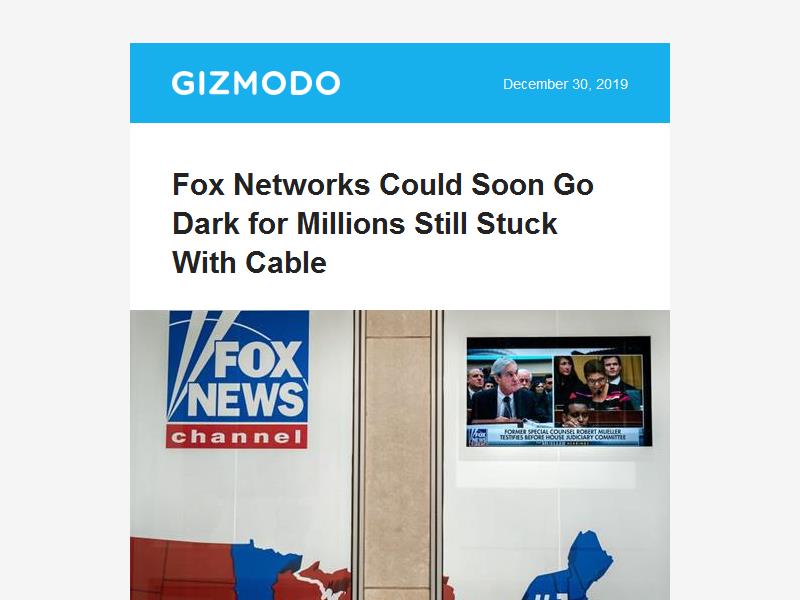 GIZMODO
December 30, 2019
Fox Networks Could Soon Go
Dark for Millions Still Stuck
With Cable
FOX
NEWS
channel
FOX
NEWS
FORMER SPECIAL COUNSEL ROBERT MUELLER
TESTIFIES BEFORE HOUSE JUDICIARY COMMITTEE
#1